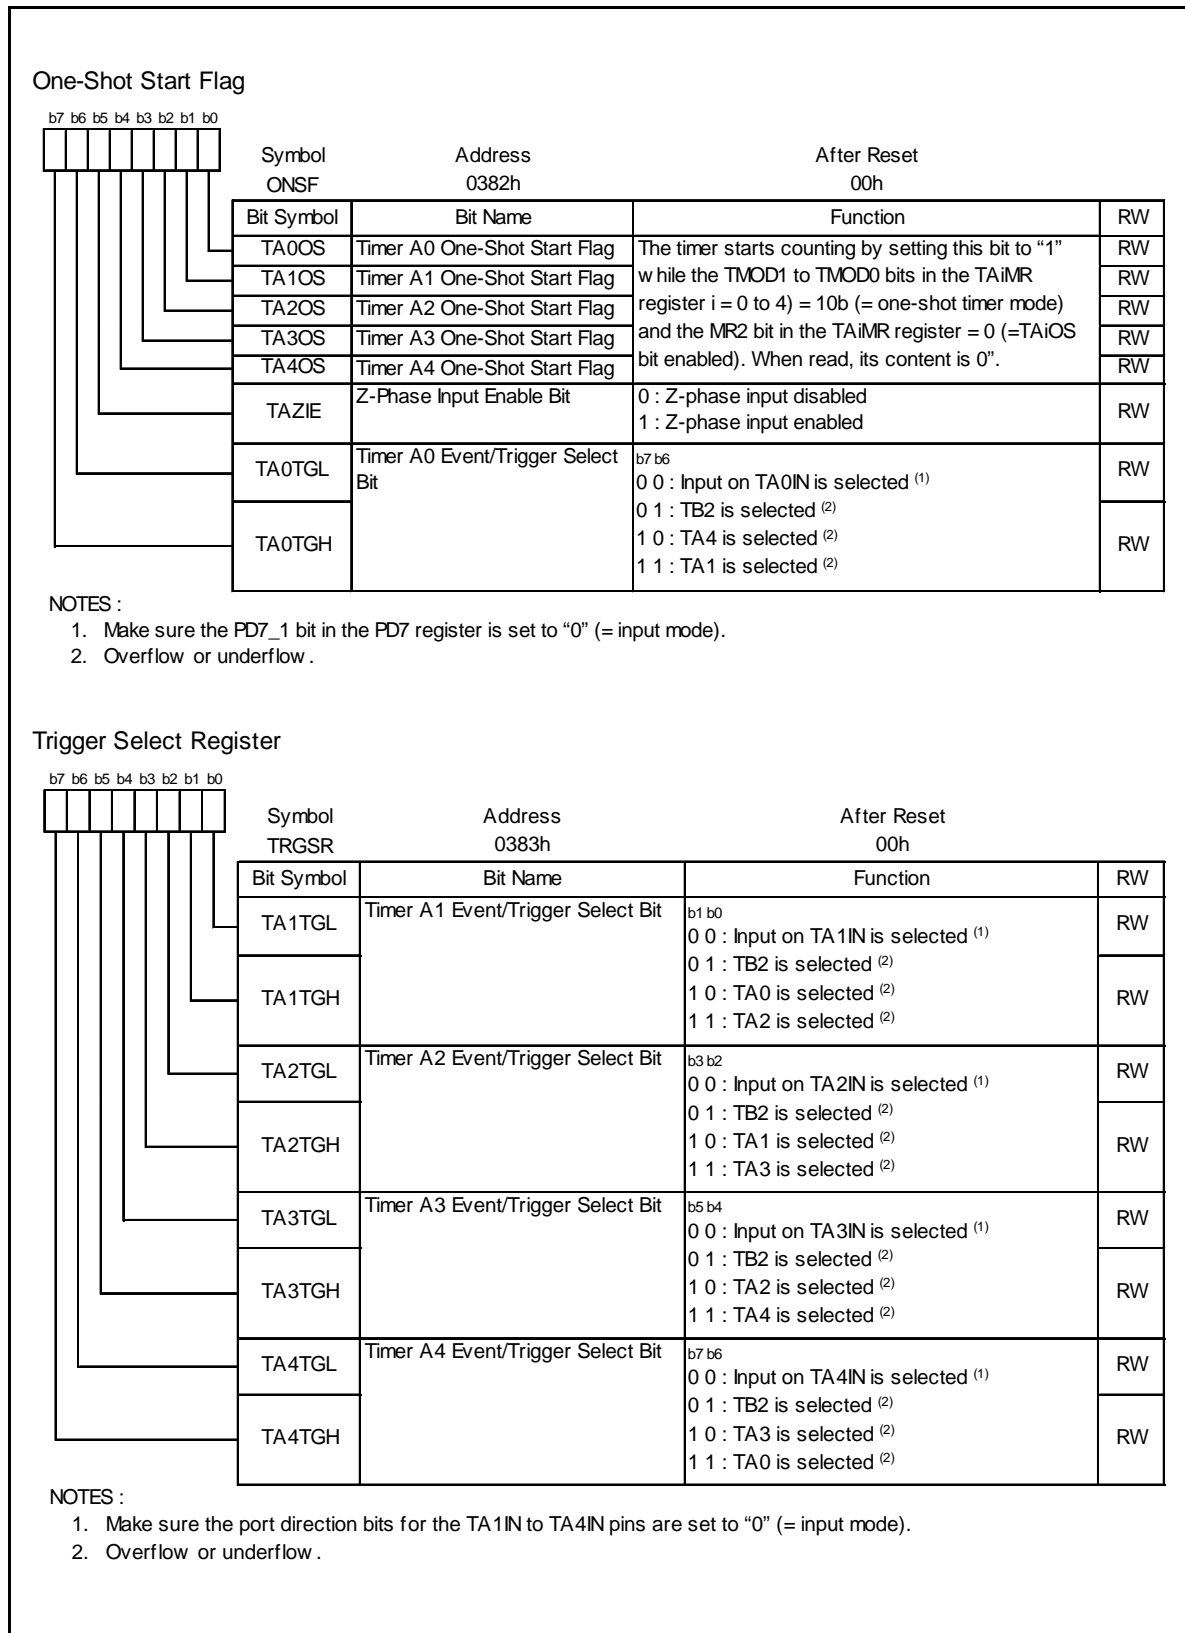 One-Shot Start Flag
b7 b6 b5 b4 b3 b2 b1 b0
Symbol Address After Reset
ONSF 0382h 00h
Bit Symbol Bit Name Function RW
TA0OS Timer A0 One-Shot Start Flag The timer starts counting by setting this bit to “1” RW
TA1OS Timer A1 One-Shot Start Flag while the TMOD1 to TMOD0 bits in the TAiMR RW
TA2OS Timer A2 One-Shot Start Flag register i = 0 to 4) = 10b (= one-shot timer mode) RW
TA3OS Timer A3 One-Shot Start Flag and the MR2 bit in the TAiMR register = 0 (=TAiOS RW
TA4OS Timer A4 One-Shot Start Flag bit enabled). When read, its content is 0”. RW
TAZIE Z-Phase Input Enable Bit 0 : Z-phase input disabled RW
1 : Z-phase input enabled
TA0TGL Timer A0 Event/Trigger Select b7 b6 RW
Bit 0 0 : Input on TA0IN is selected (1)
0 1 : TB2 is selected (2)
TA0TGH 1 0 : TA4 is selected (2) RW
1 1 : TA1 is selected (2)
NOTES :
1. Make sure the PD7_1 bit in the PD7 register is set to “0” (= input mode).
2. Overflow or underflow .
Trigger Select Register
b7 b6 b5 b4 b3 b2 b1 b0
Symbol Address After Reset
TRGSR 0383h 00h
Bit Symbol Bit Name Function RW
TA1TGL Timer A1 Event/Trigger Select Bit b1 b0 RW
0 0 : Input on TA1IN is selected (1)
0 1 : TB2 is selected (2)
TA1TGH 1 0 : TA0 is selected (2) RW
1 1 : TA2 is selected (2)
TA2TGL Timer A2 Event/Trigger Select Bit b3 b2 RW
0 0 : Input on TA2IN is selected (1)
0 1 : TB2 is selected (2)
TA2TGH 1 0 : TA1 is selected (2) RW
1 1 : TA3 is selected (2)
TA3TGL Timer A3 Event/Trigger Select Bit b5 b4 RW
0 0 : Input on TA3IN is selected (1)
0 1 : TB2 is selected (2)
TA3TGH 1 0 : TA2 is selected (2) RW
1 1 : TA4 is selected (2)
TA4TGL Timer A4 Event/Trigger Select Bit b7 b6 RW
0 0 : Input on TA4IN is selected (1)
0 1 : TB2 is selected (2)
TA4TGH 1 0 : TA3 is selected (2) RW
1 1 : TA0 is selected (2)
NOTES :
1. Make sure the port direction bits for the TA1IN to TA4IN pins are set to “0” (= input mode).
2. Overflow or underflow .